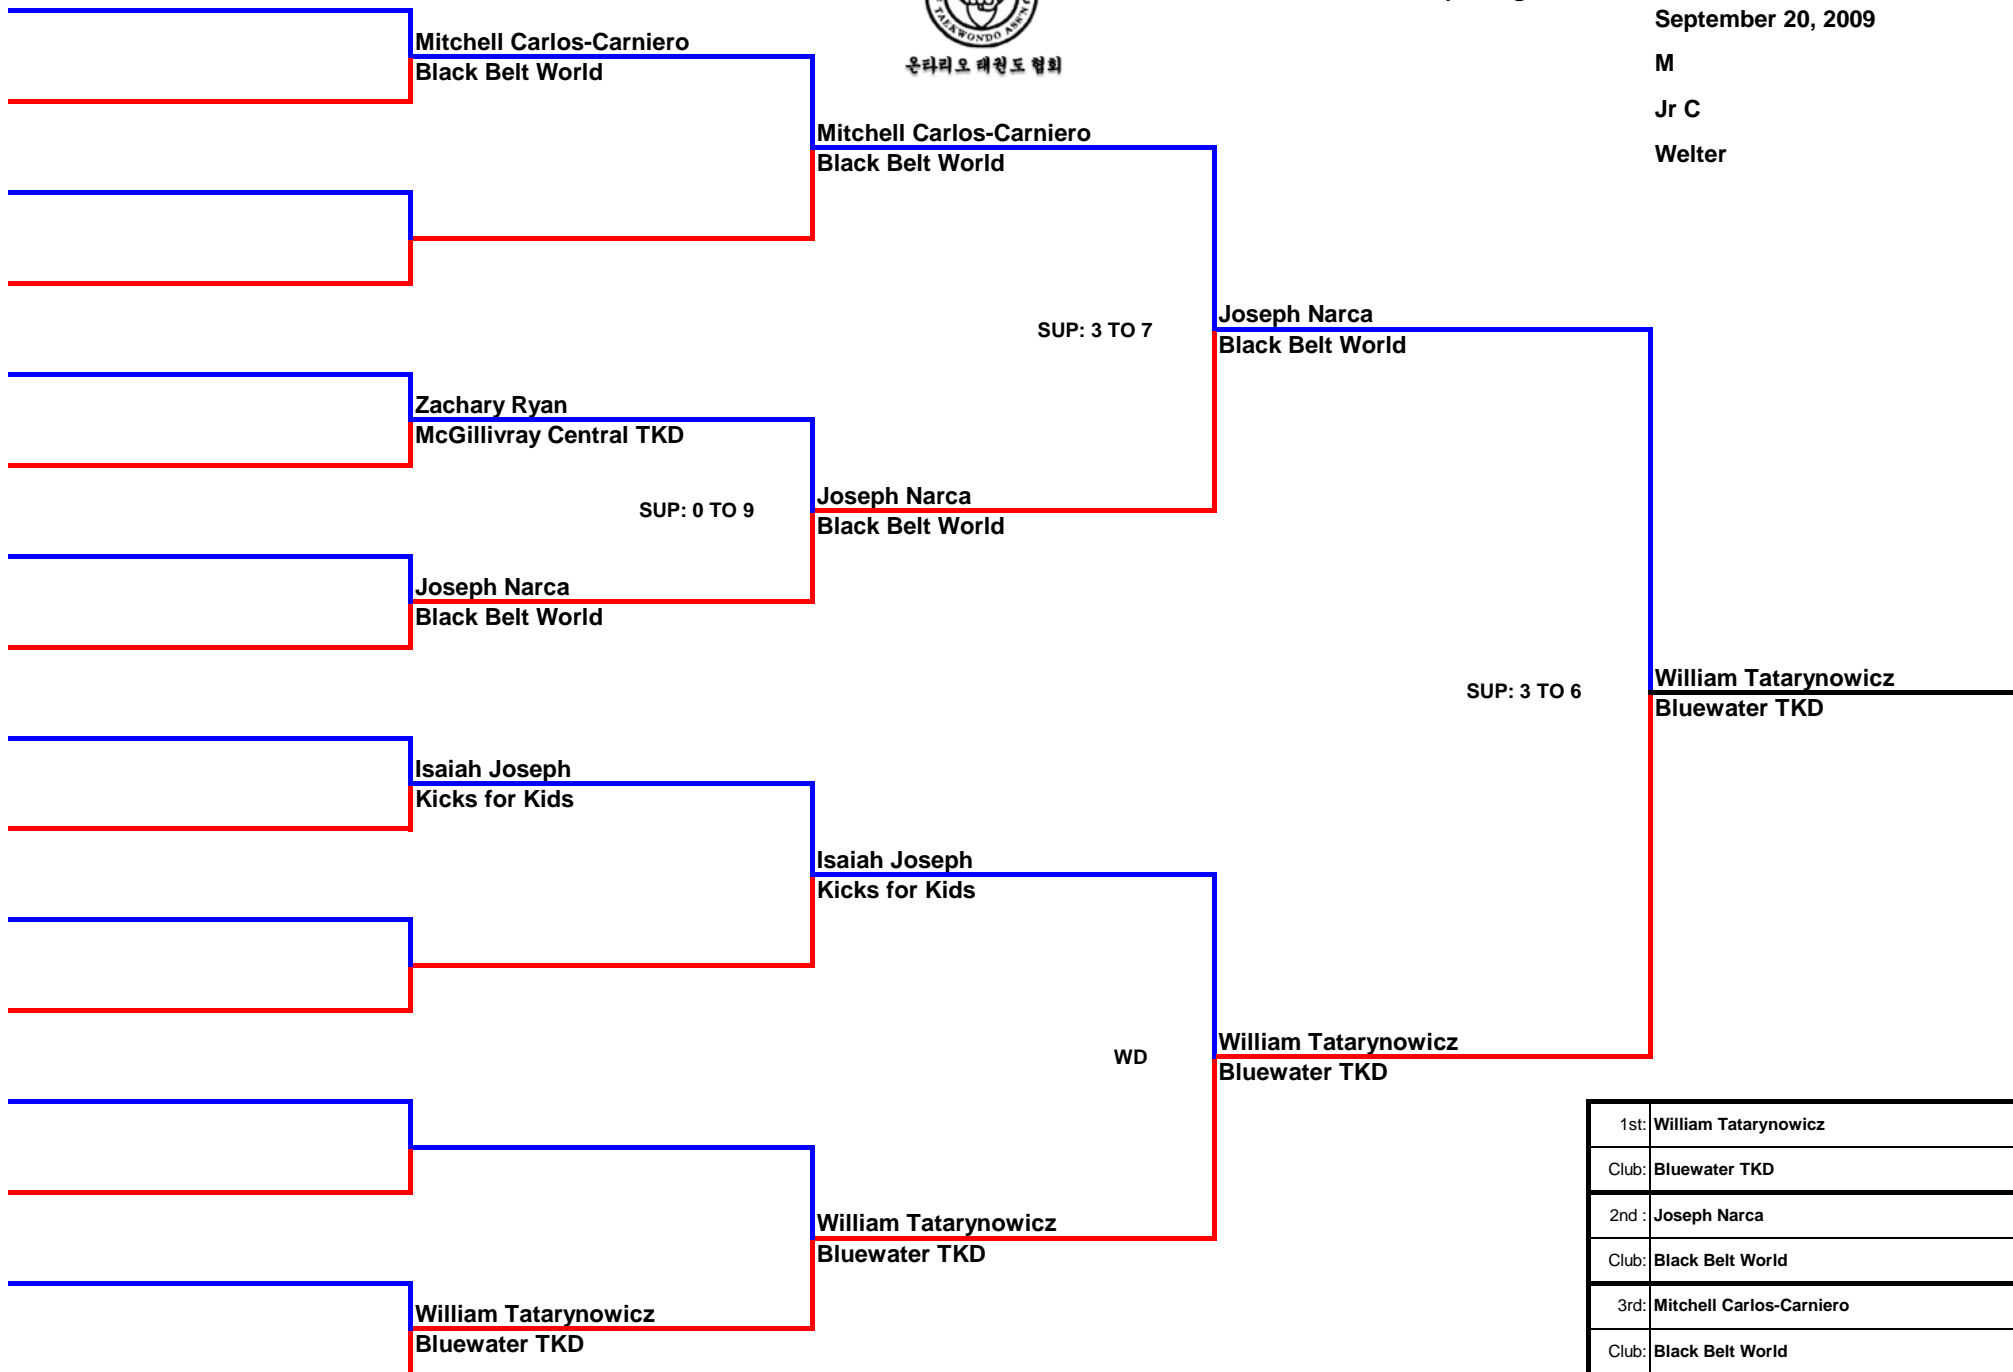 September 20, 2009
Mitchell Carlos-Carniero
Black Belt World
TAEKWONDO ASS'N
온타리오 태권도 협회
M
Jr C
Mitchell Carlos-Carniero
Black Belt World
Welter
SUP: 3 TO 7
Joseph Narca
Black Belt World
Zachary Ryan
McGillivray Central TKD
SUP: 0 TO 9
Joseph Narca
Black Belt World
Joseph Narca
Black Belt World
SUP: 3 TO 6
William Tatarynowicz
Bluewater TKD
Isaiah Joseph
Kicks for Kids
Isaiah Joseph
Kicks for Kids
WD
William Tatarynowicz
Bluewater TKD
William Tatarynowicz
Bluewater TKD
William Tatarynowicz
Bluewater TKD
1st: William Tatarynowicz
Club: Bluewater TKD
2nd : Joseph Narca
Club: Black Belt World
3rd: Mitchell Carlos-Carniero
Club: Black Belt World